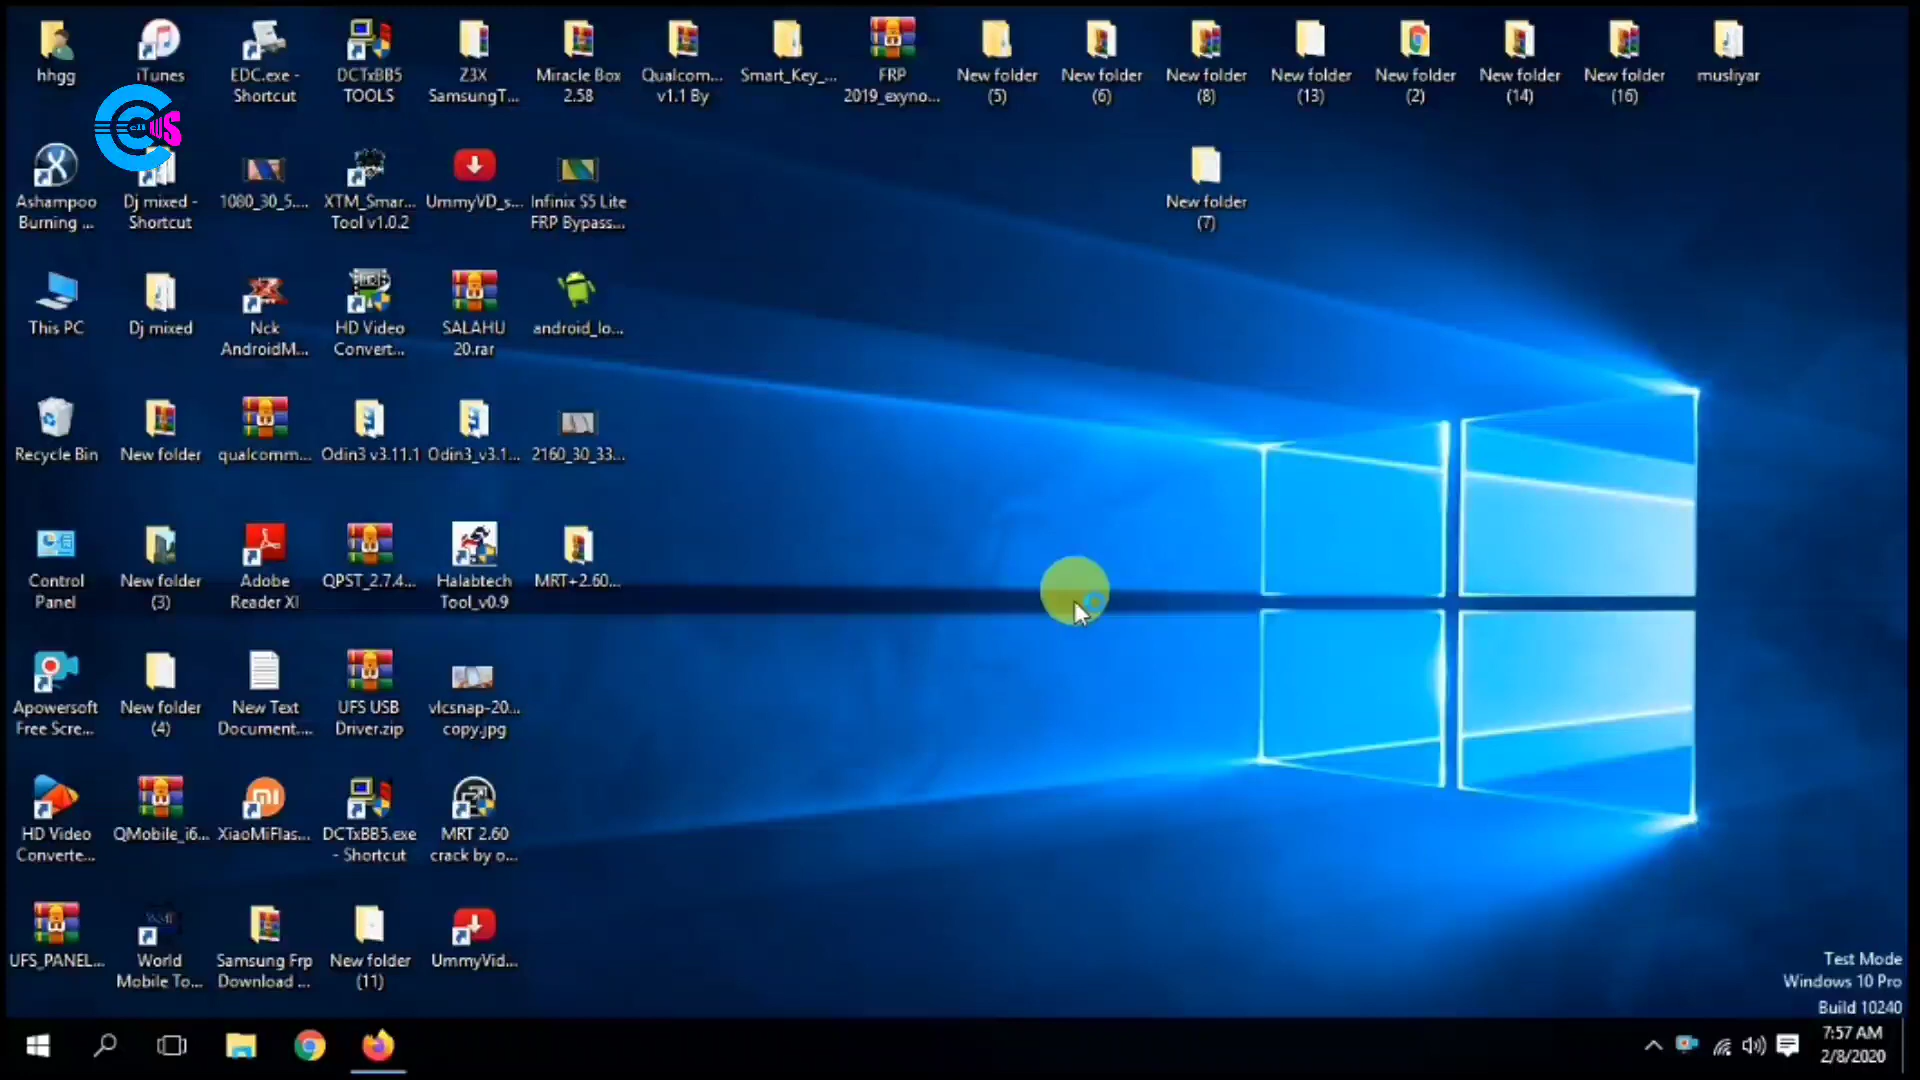 hhgg
iTunes
EDC.exe -
Shortcut
DCTxBB5
TOOLS
Z3X
SamsungT...
Miracle Box
2.58
Qualcom...
v1.1 By
Smart_Key_...
FRP
2019_exyno...
New folder
(5)
New folder
(6)
New folder
(8)
New folder
(13)
New folder
(2)
New folder
(14)
New folder
(16)
musliyar
Ashampoo
Burning ...
Dj mixed -
Shortcut
1080_30_5....
XTM_Smar...
Tool v1.0.2
UmmyVD_s...
Infinix S5 Lite
FRP Bypass...
New folder
(7)
This PC
Dj mixed
Nck
AndroidM...
HD Video
Convert...
SALAHU
20.rar
android_lo...
Recycle Bin
New folder
qualcomm...
Odin3 v3.11.1
Odin3_v3.1...
2160_30_33...
Control
Panel
New folder
(3)
Adobe
Reader XI
QPST_2.7.4...
Halabtech
Tool_v0.9
MRT+2.60...
Apowersoft
Free Scre...
New folder
(4)
New Text
Document....
UFS USB
Driver.zip
vlcsnap-20...
copy.jpg
HD Video
Converte...
QMobile_i6...
XiaoMiFlas...
DCTxBB5.exe
- Shortcut
MRT 2.60
crack by o...
UFS_PANEL...
World
Mobile To...
Samsung Frp
Download ...
New folder
(11)
UmmyVid...
Test Mode
Windows 10 Pro
Build 10240
7:57 AM
2/8/2020